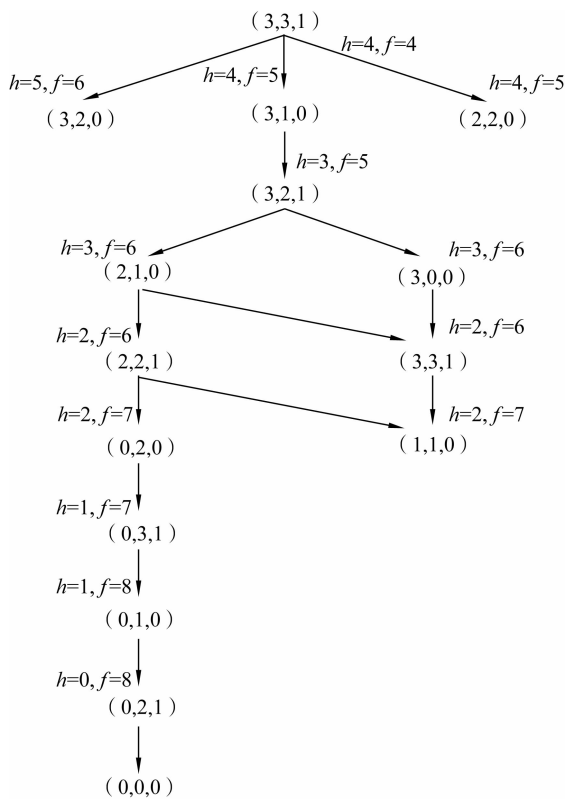 (3,3,1)
h=4,f=4
h=5,f=6
h=4,f=5
h=4,f=5
(3,2,0)
(3,1,0)
(2,2,0)
h=3,f=5
(3,2,1)
h=3,f=6
h=3,f=6
(2,1,0)
(3,0,0)
h=2,f=6
h=2,f=6
(2,2,1)
(3,3,1)
h=2,f=7
h=2,f=7
(0,2,0)
(1,1,0)
h=1,f=7
(0,3,1)
h=1,f=8
(0,1,0)
h=0,f=8
(0,2,1)
(0,0,0)